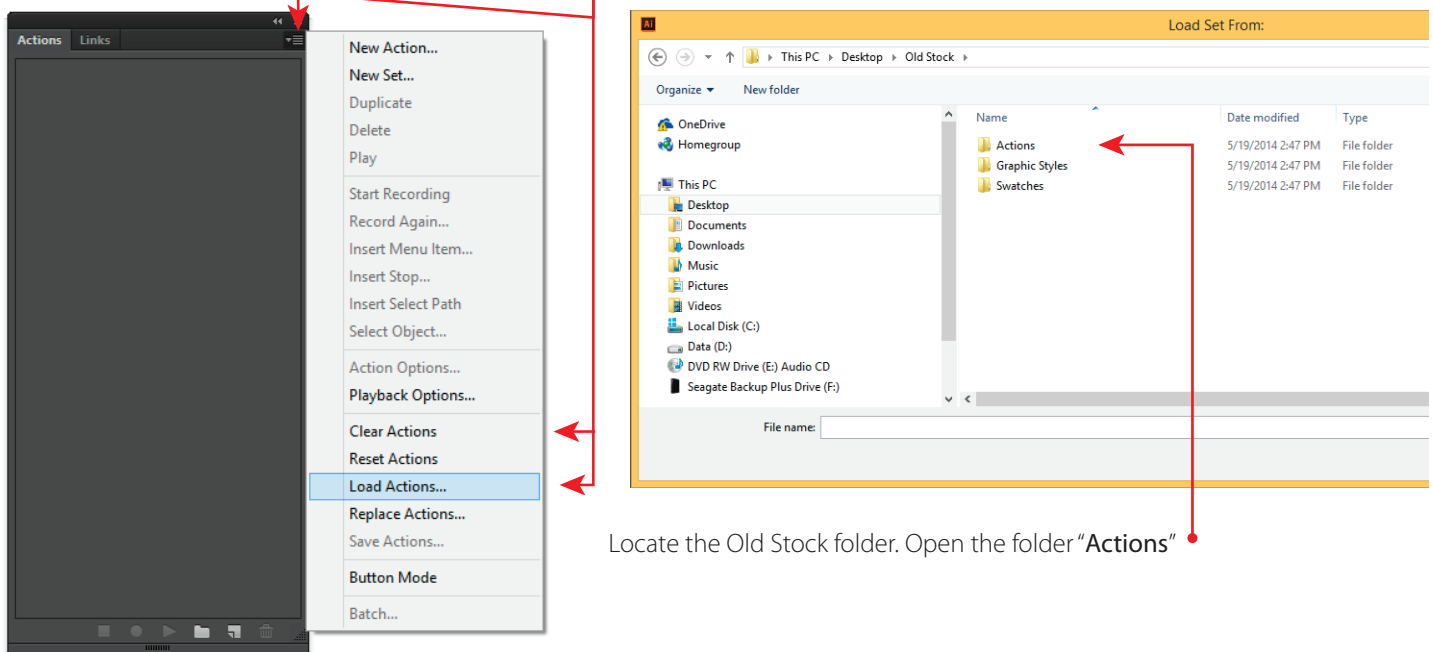 Actions Links
New Action...
New Set...
Duplicate
Delete
Play
Start Recording
Record Again...
Insert Menu Item...
Insert Stop...
Insert Select Path
Select Object...
Action Options...
Playback Options...
Clear Actions
Reset Actions
Load Actions...
Replace Actions...
Save Actions...
Button Mode
Batch...
Ai Load Set From:
This PC Desktop Old Stock
Organize New folder
OneDrive
Homegroup
This PC
Desktop
Documents
Downloads
Music
Pictures
Videos
Local Disk (C:)
Data (D:)
DVD RW Drive (E:) Audio CD
Seagate Backup Plus Drive (F:)
Name Date modified Type
Actions 5/19/2014 2:47 PM File folder
Graphic Styles 5/19/2014 2:47 PM File folder
Swatches 5/19/2014 2:47 PM File folder
File name:
Locate the Old Stock folder. Open the folder “Actions”